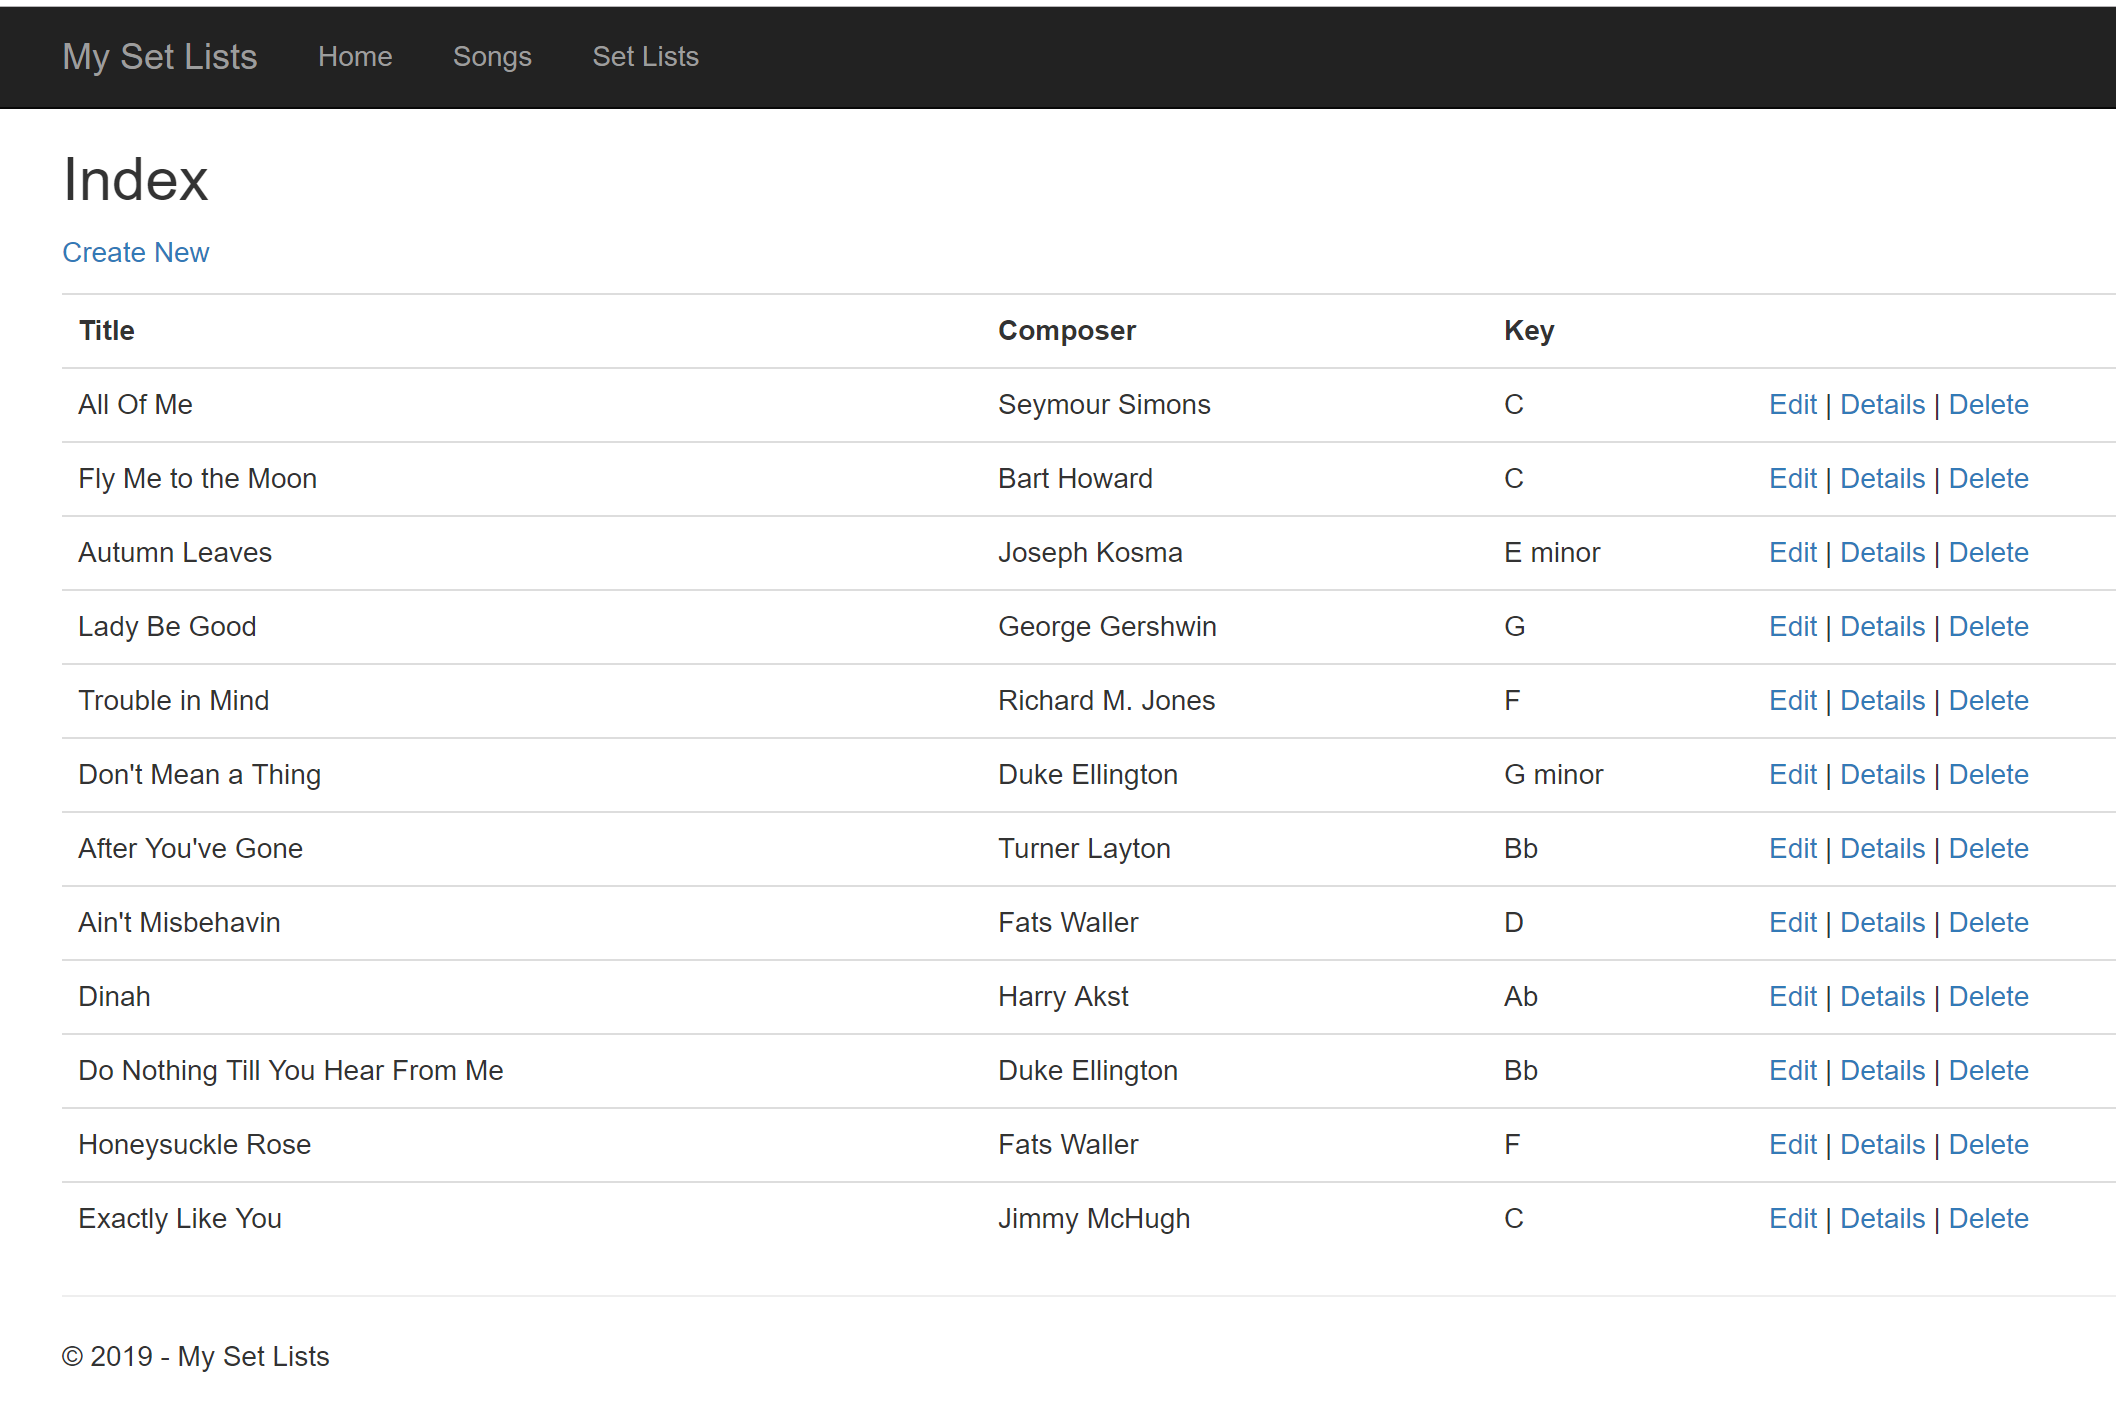 My Set Lists Home Songs Set Lists
Index
Create New
Title Composer Key
All Of Me Seymour Simons C Edit | Details | Delete
Fly Me to the Moon Bart Howard C Edit | Details | Delete
Autumn Leaves Joseph Kosma E minor Edit | Details | Delete
Lady Be Good George Gershwin G Edit | Details | Delete
Trouble in Mind Richard M. Jones F Edit | Details | Delete
Don't Mean a Thing Duke Ellington G minor Edit | Details | Delete
After You've Gone Turner Layton Bb Edit | Details | Delete
Ain't Misbehavin Fats Waller D Edit | Details | Delete
Dinah Harry Akst Ab Edit | Details | Delete
Do Nothing Till You Hear From Me Duke Ellington Bb Edit | Details | Delete
Honeysuckle Rose Fats Waller F Edit | Details | Delete
Exactly Like You Jimmy McHugh C Edit | Details | Delete
© 2019 - My Set Lists